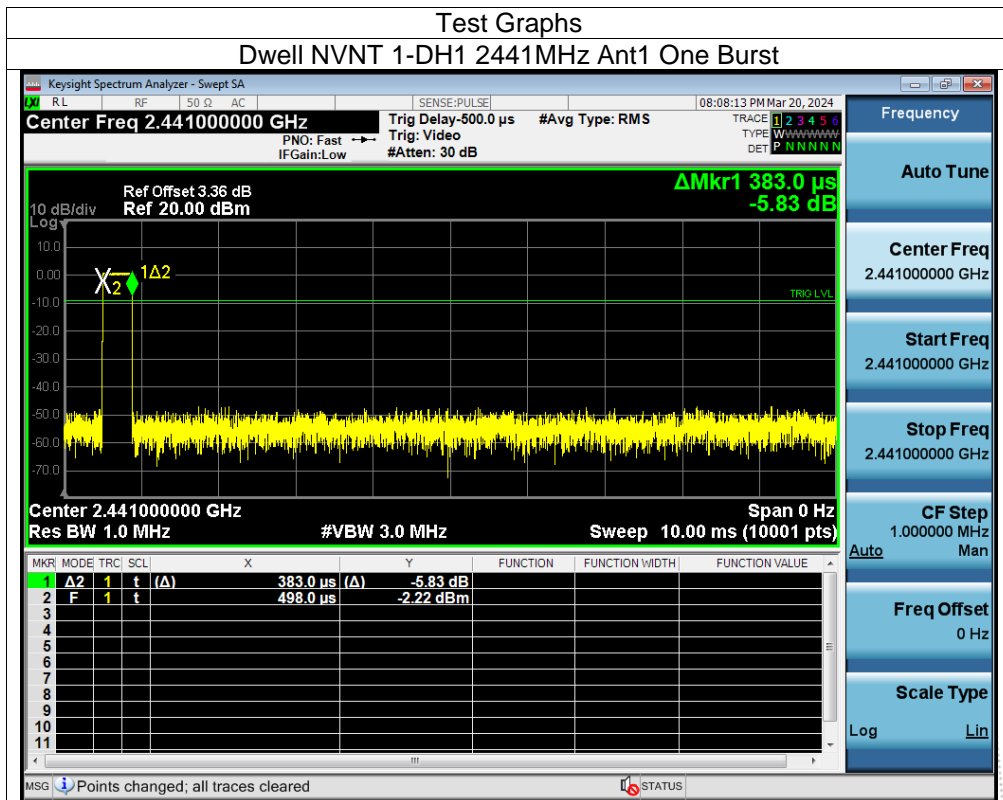 Test Graphs
Dwell NVNT 1-DH1 2441MHz Ant1 One Burst
Keysight Spectrum Analyzer - Swept SA
LXI RL RF 50 Ω AC SENSE:PULSE 08:08:13 PM Mar 20, 2024
Center Freq 2.441000000 GHz
PNO: Fast
IFGain:Low
Trig Delay-500.0 µs
Trig: Video
#Atten: 30 dB
#Avg Type: RMS
TRACE 1 2 3 4 5 6
TYPE WWWWWW
DET P N N N N N
ΔMkr1 383.0 µs
-5.83 dB
Ref Offset 3.36 dB
10 dB/div Ref 20.00 dBm
Log
10.0
0.00
-10.0
-20.0
-30.0
-40.0
-50.0
-60.0
-70.0
2
1Δ2
TRIG LVL
Center 2.441000000 GHz Span 0 Hz
Res BW 1.0 MHz #VBW 3.0 MHz Sweep 10.00 ms (10001 pts)
MKR MODE TRC SCL X Y FUNCTION FUNCTION WIDTH FUNCTION VALUE
1 Δ2 1 t (Δ) 383.0 µs (Δ) -5.83 dB
2 F 1 t 498.0 µs -2.22 dBm
3
4
5
6
7
8
9
10
11
MSG Points changed; all traces cleared STATUS
Frequency
Auto Tune
Center Freq
2.441000000 GHz
Start Freq
2.441000000 GHz
Stop Freq
2.441000000 GHz
CF Step
1.000000 MHz
Auto Man
Freq Offset
0 Hz
Scale Type
Log Lin